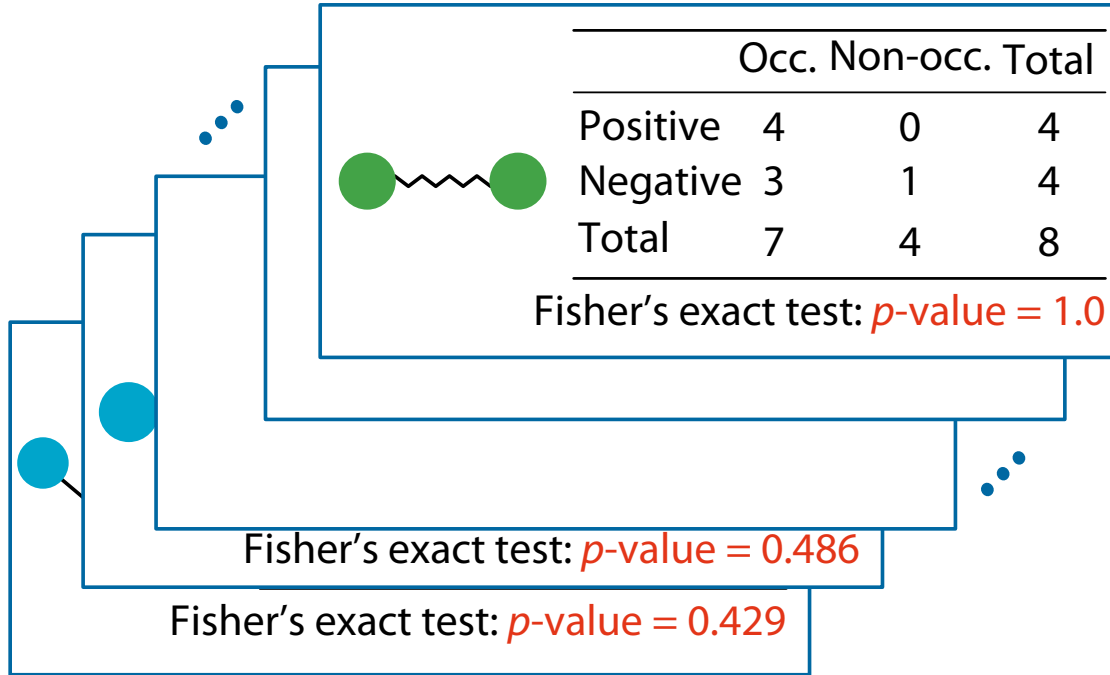 Occ. Non-occ. Total
Positive 4 0 4
Negative 3 1 4
Total 7 4 8
Fisher’s exact test: p-value = 1.0
Fisher’s exact test: p-value = 0.486
Fisher’s exact test: p-value = 0.429